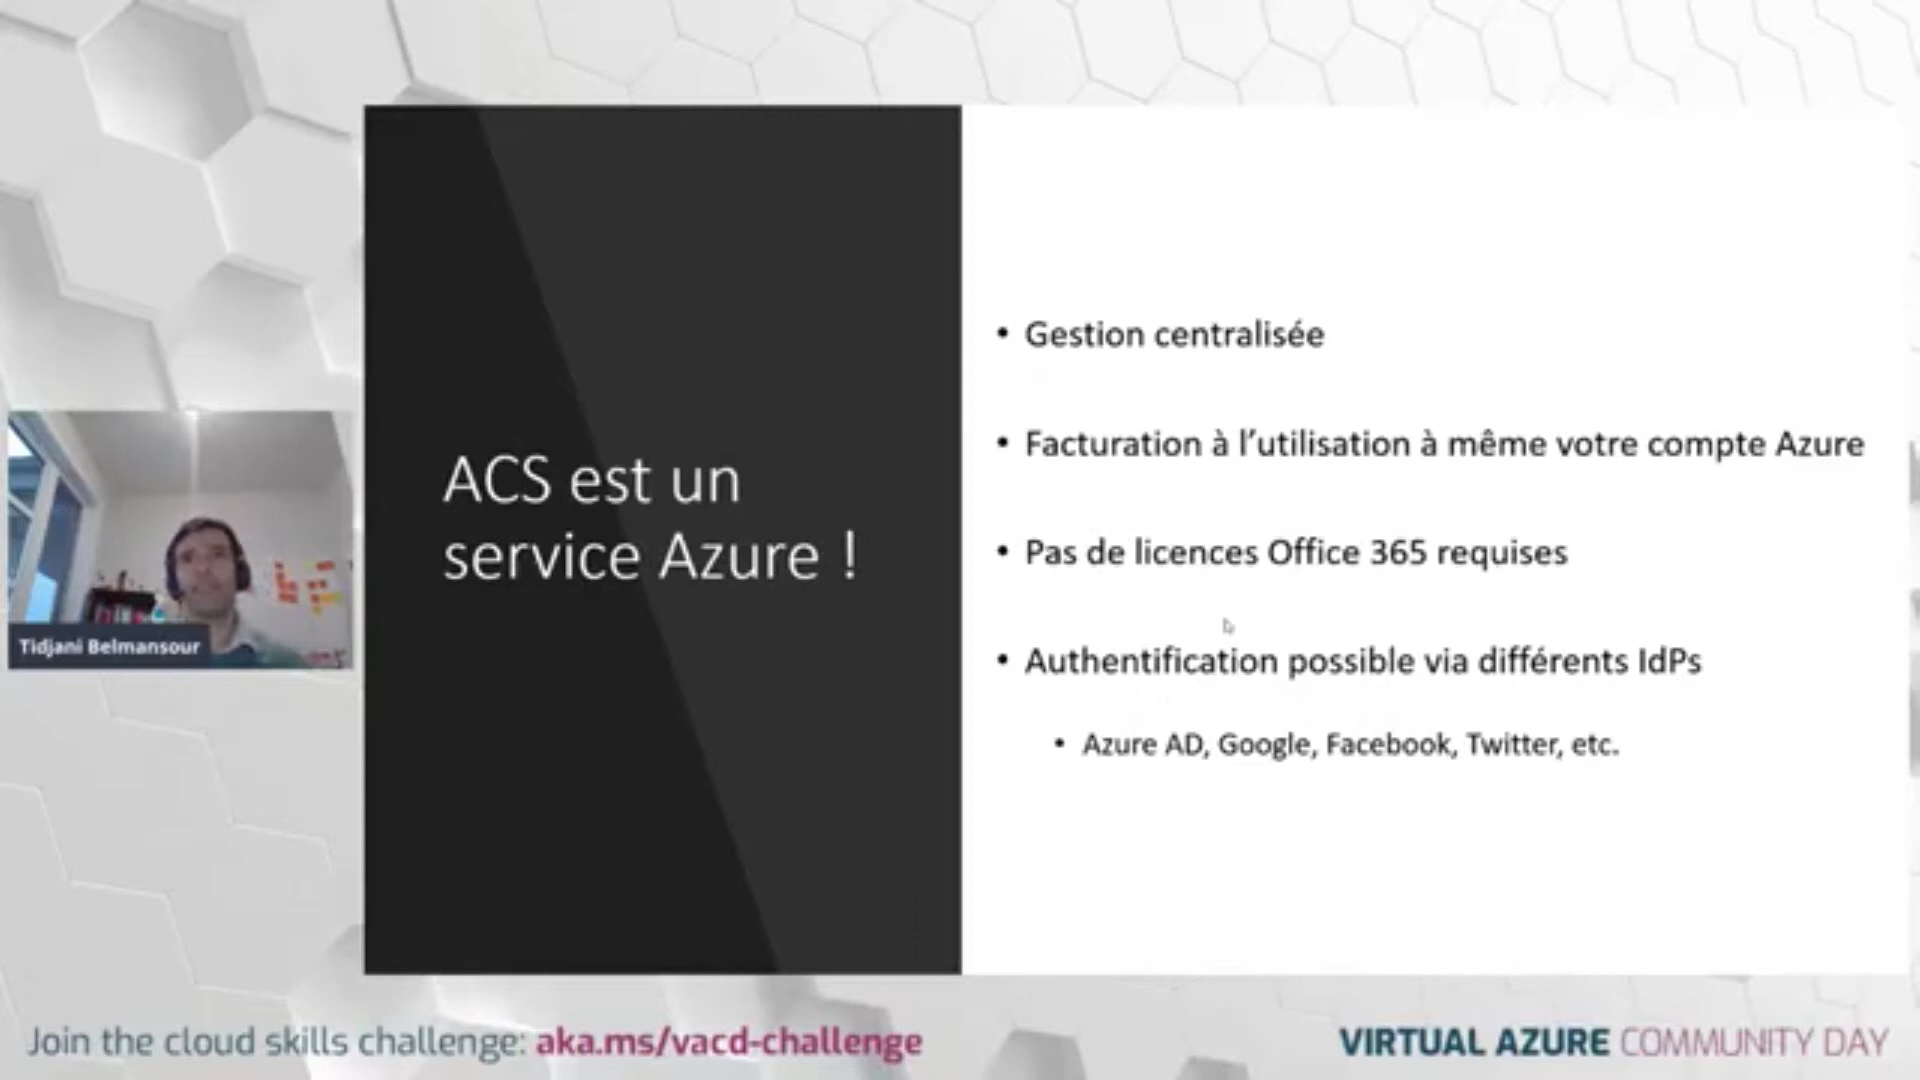 ACS est un
service Azure !
• Gestion centralisée
• Facturation à l’utilisation à même votre compte Azure
• Pas de licences Office 365 requises
• Authentification possible via différents IdPs
• Azure AD, Google, Facebook, Twitter, etc.
Tidjani Belmansour
Join the cloud skills challenge: aka.ms/vacd-challenge
VIRTUAL AZURE COMMUNITY DAY